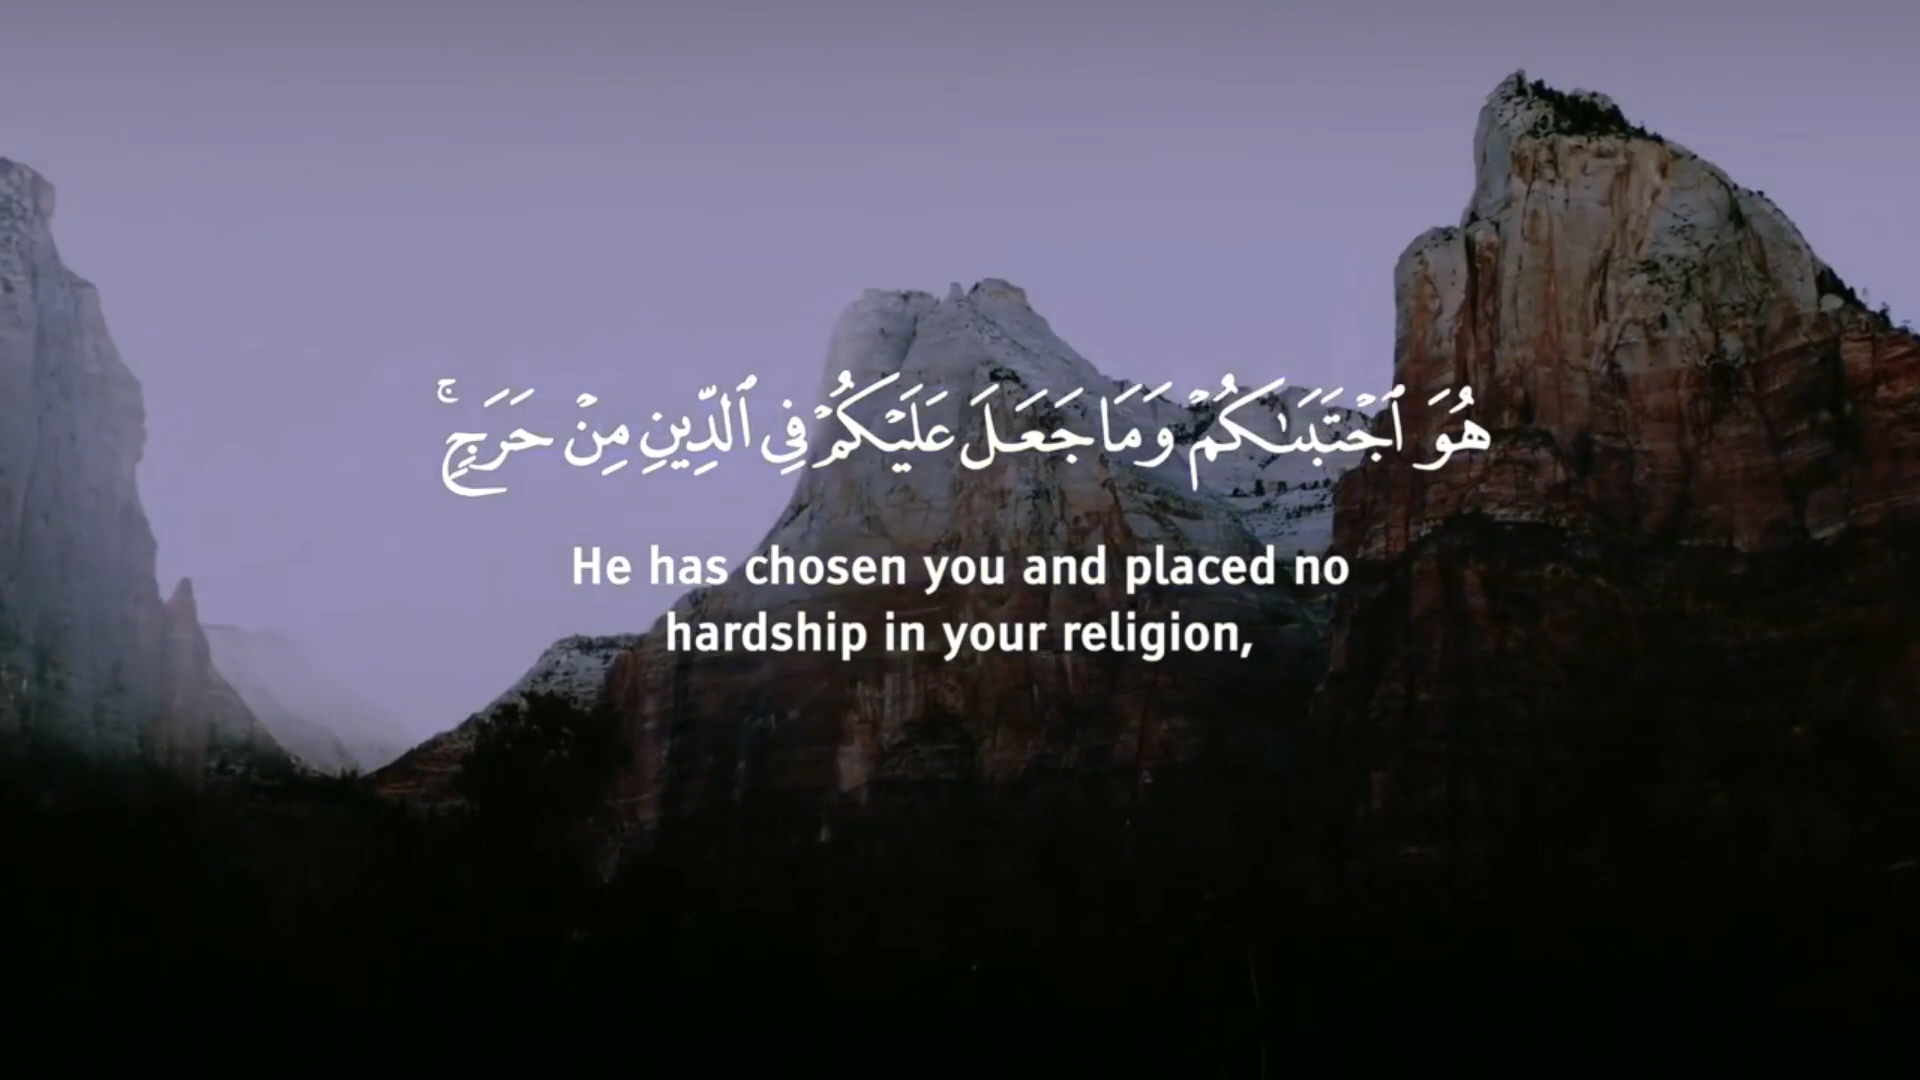 هُوَ ٱجْتَبَىٰكُمْ وَمَا جَعَلَ عَلَيْكُمْ فِى ٱلدِّينِ مِنْ حَرَجٍ ۚ
He has chosen you and placed no
hardship in your religion,